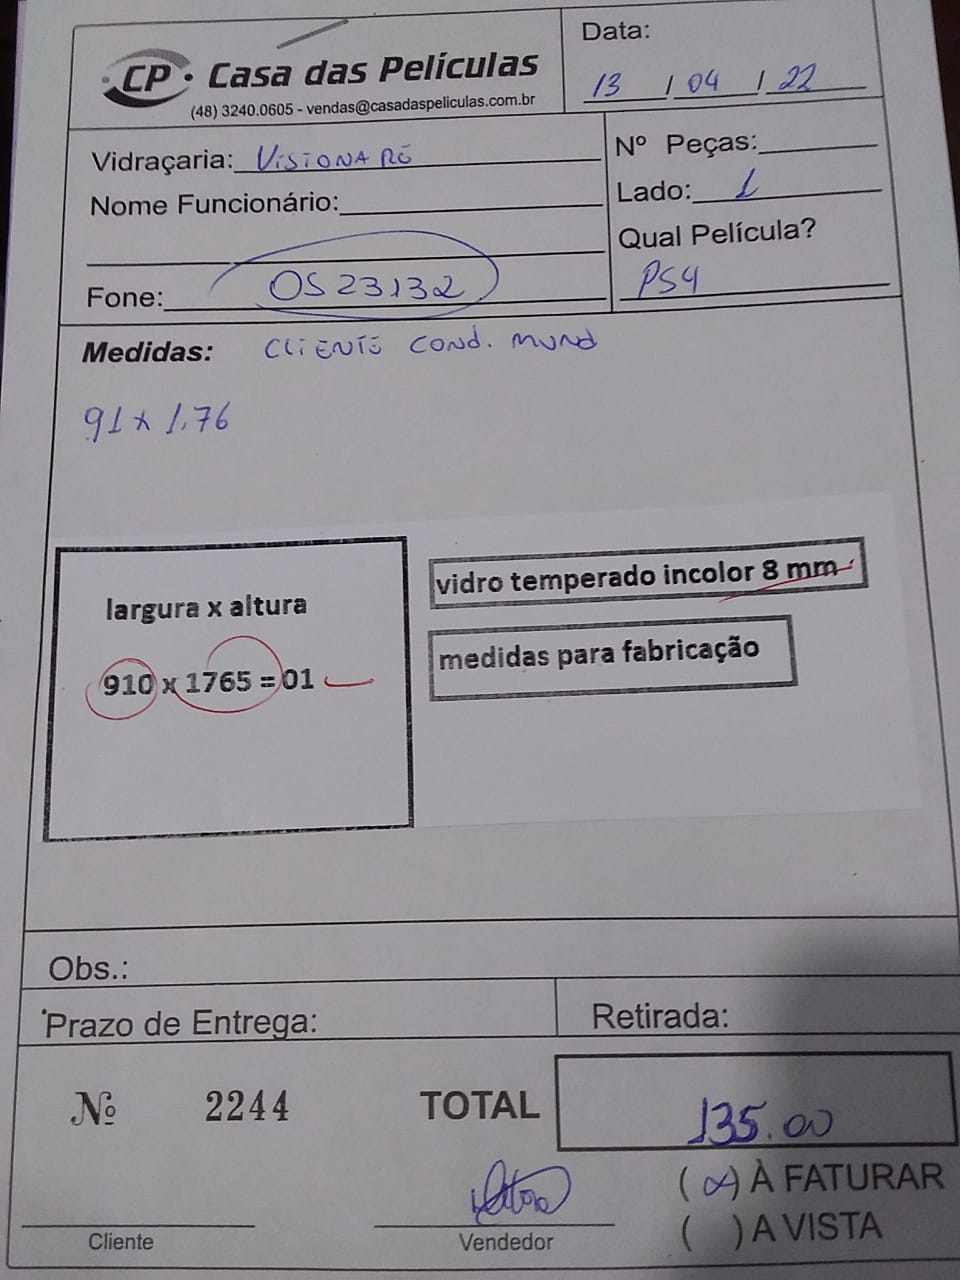 CP · Casa das Películas
(48) 3240.0605 - vendas@casadaspeliculas.com.br
Data:
13 / 04 / 22
Vidraçaria: VISIONARE
Nome Funcionário:
Fone: OS 23132
Nº Peças:
Lado: 1
Qual Película?
PS4
Medidas: CLIENTE COND. MUND
91 x 1.76
largura x altura
910 x 1765 = 01
vidro temperado incolor 8 mm
medidas para fabricação
Obs.:
Prazo de Entrega:
Retirada:
Nº 2244
TOTAL 135.00
(x) À FATURAR
( ) A VISTA
Cliente
Vendedor